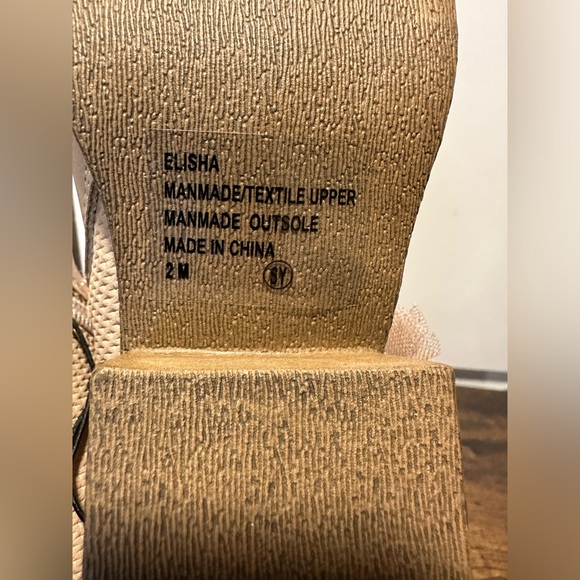 ELISHA
MANMADE/TEXTILE UPPER
MANMADE OUTSOLE
MADE IN CHINA
2 M SY